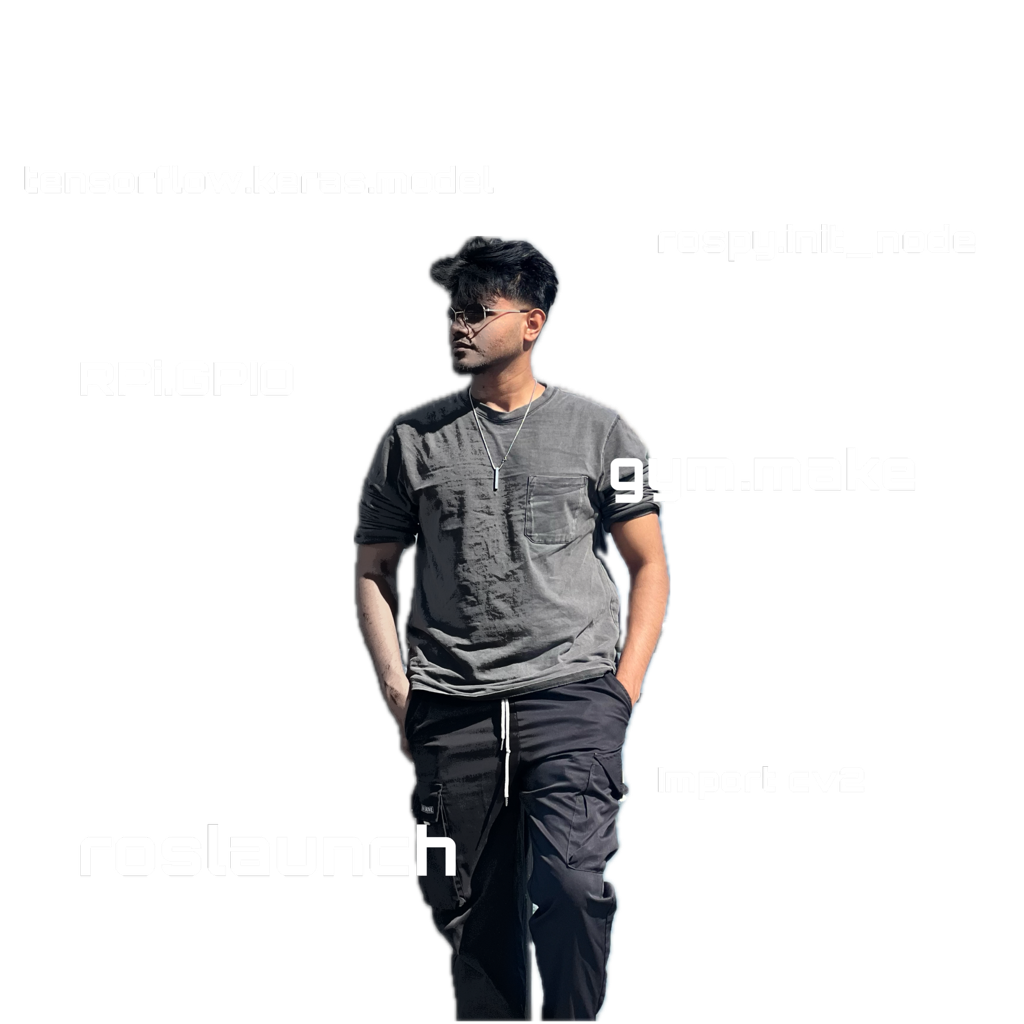 tensorflow.keras.model
rospy.init_node
RPi.GPIO
gym.make
import cv2
roslaunch